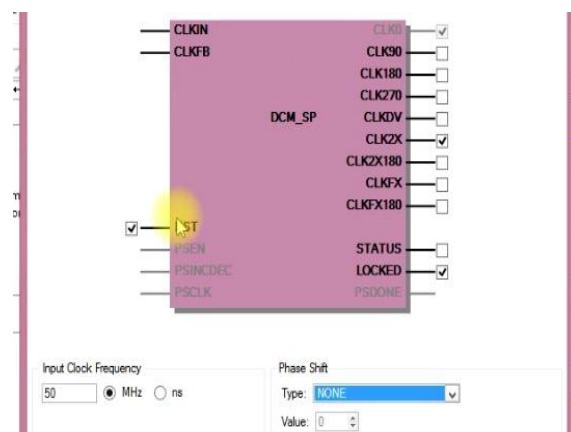 CLKIN CLK0
CLKFB CLK90
CLK180
CLK270
DCM_SP CLKDV
CLK2X
CLK2X180
CLKFX
CLKFX180
PSEN STATUS
PSINCDEC LOCKED
PSCLK PSDONE
Input Clock Frequency Phase Shift
50 MHz ns Type: NONE
Value: 0